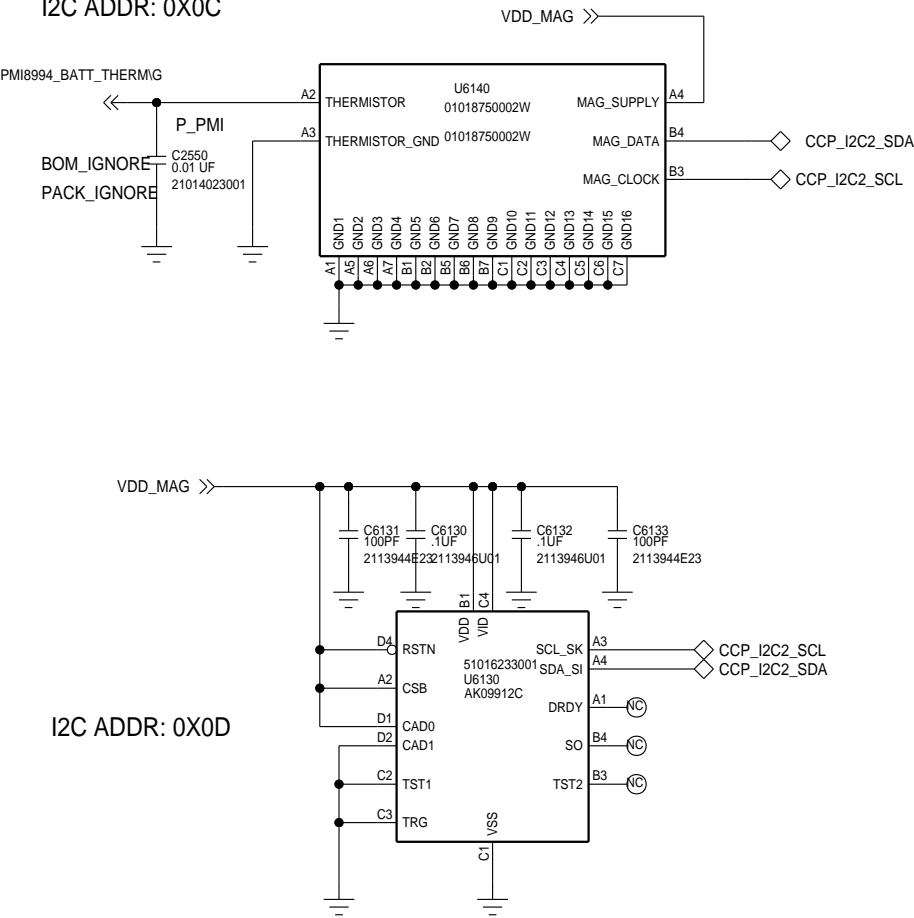 I2C ADDR: 0X0C
VDD_MAG
PMI8994_BATT_THERM\G
P_PMI
BOM_IGNORE
PACK_IGNORE
C2550
0.01 UF
21014023001
U6140
01018750002W
01018750002W
A2 THERMISTOR
A3 THERMISTOR_GND
MAG_SUPPLY A4
MAG_DATA B4
MAG_CLOCK B3
CCP_I2C2_SDA
CCP_I2C2_SCL
GND1 GND2 GND3 GND4 GND5 GND6 GND7 GND8 GND9 GND10 GND11 GND12 GND13 GND14 GND15 GND16
A1 A5 A6 A7 B1 B2 B5 B6 B7 C1 C2 C3 C4 C5 C6 C7
VDD_MAG
C6131
100PF
2113944E23
C6130
.1UF
2113946U01
C6132
.1UF
2113946U01
C6133
100PF
2113944E23
B1 C4
VDD VID
D4 RSTN
A2 CSB
D1 CAD0
D2 CAD1
C2 TST1
C3 TRG
51016233001
U6130
AK09912C
SCL_SK A3
SDA_SI A4
DRDY A1 NC
SO B4 NC
TST2 B3 NC
CCP_I2C2_SCL
CCP_I2C2_SDA
VSS
C1
I2C ADDR: 0X0D